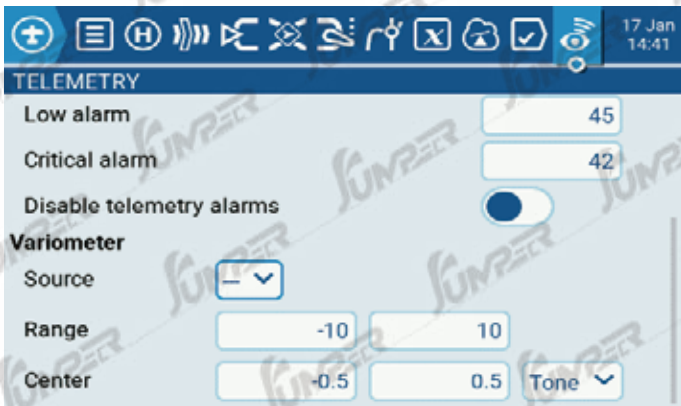 17 Jan
14:41
TELEMETRY
Low alarm 45
Critical alarm 42
Disable telemetry alarms
Variometer
Source —
Range -10 10
Center -0.5 0.5 Tone
JUMPER